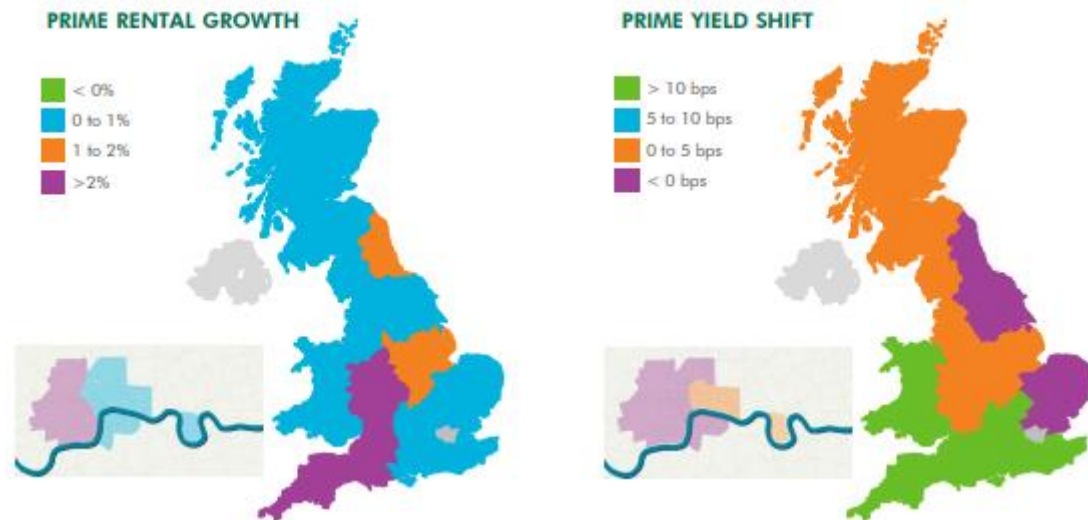 PRIME RENTAL GROWTH
< 0%
0 to 1%
1 to 2%
>2%
PRIME YIELD SHIFT
> 10 bps
5 to 10 bps
0 to 5 bps
< 0 bps